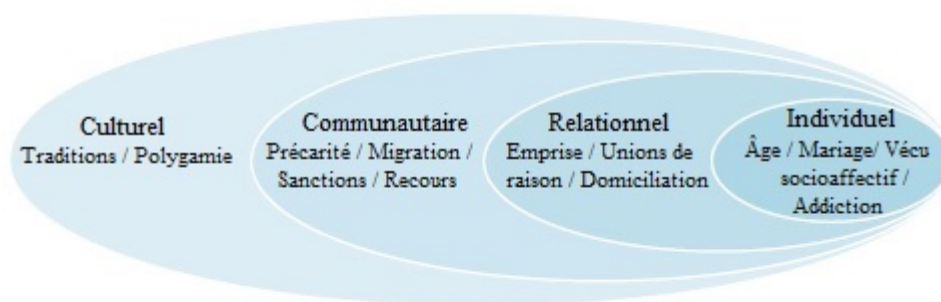 Culturel
Traditions / Polygamie
Communautaire
Précarité / Migration /
Sanctions / Recours
Relationnel
Emprise / Unions de
raison / Domiciliation
Individuel
Âge / Mariage/ Vécu
socioaffectif /
Addiction